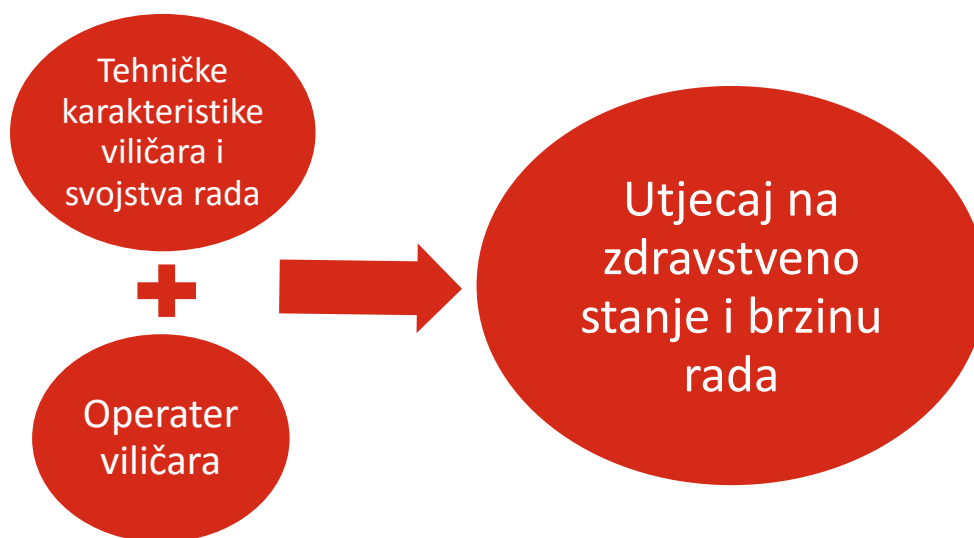 Tehničke
karakteristike
viličara i
svojstva rada
Operater
viličara
Utjecaj na
zdravstveno
stanje i brzinu
rada